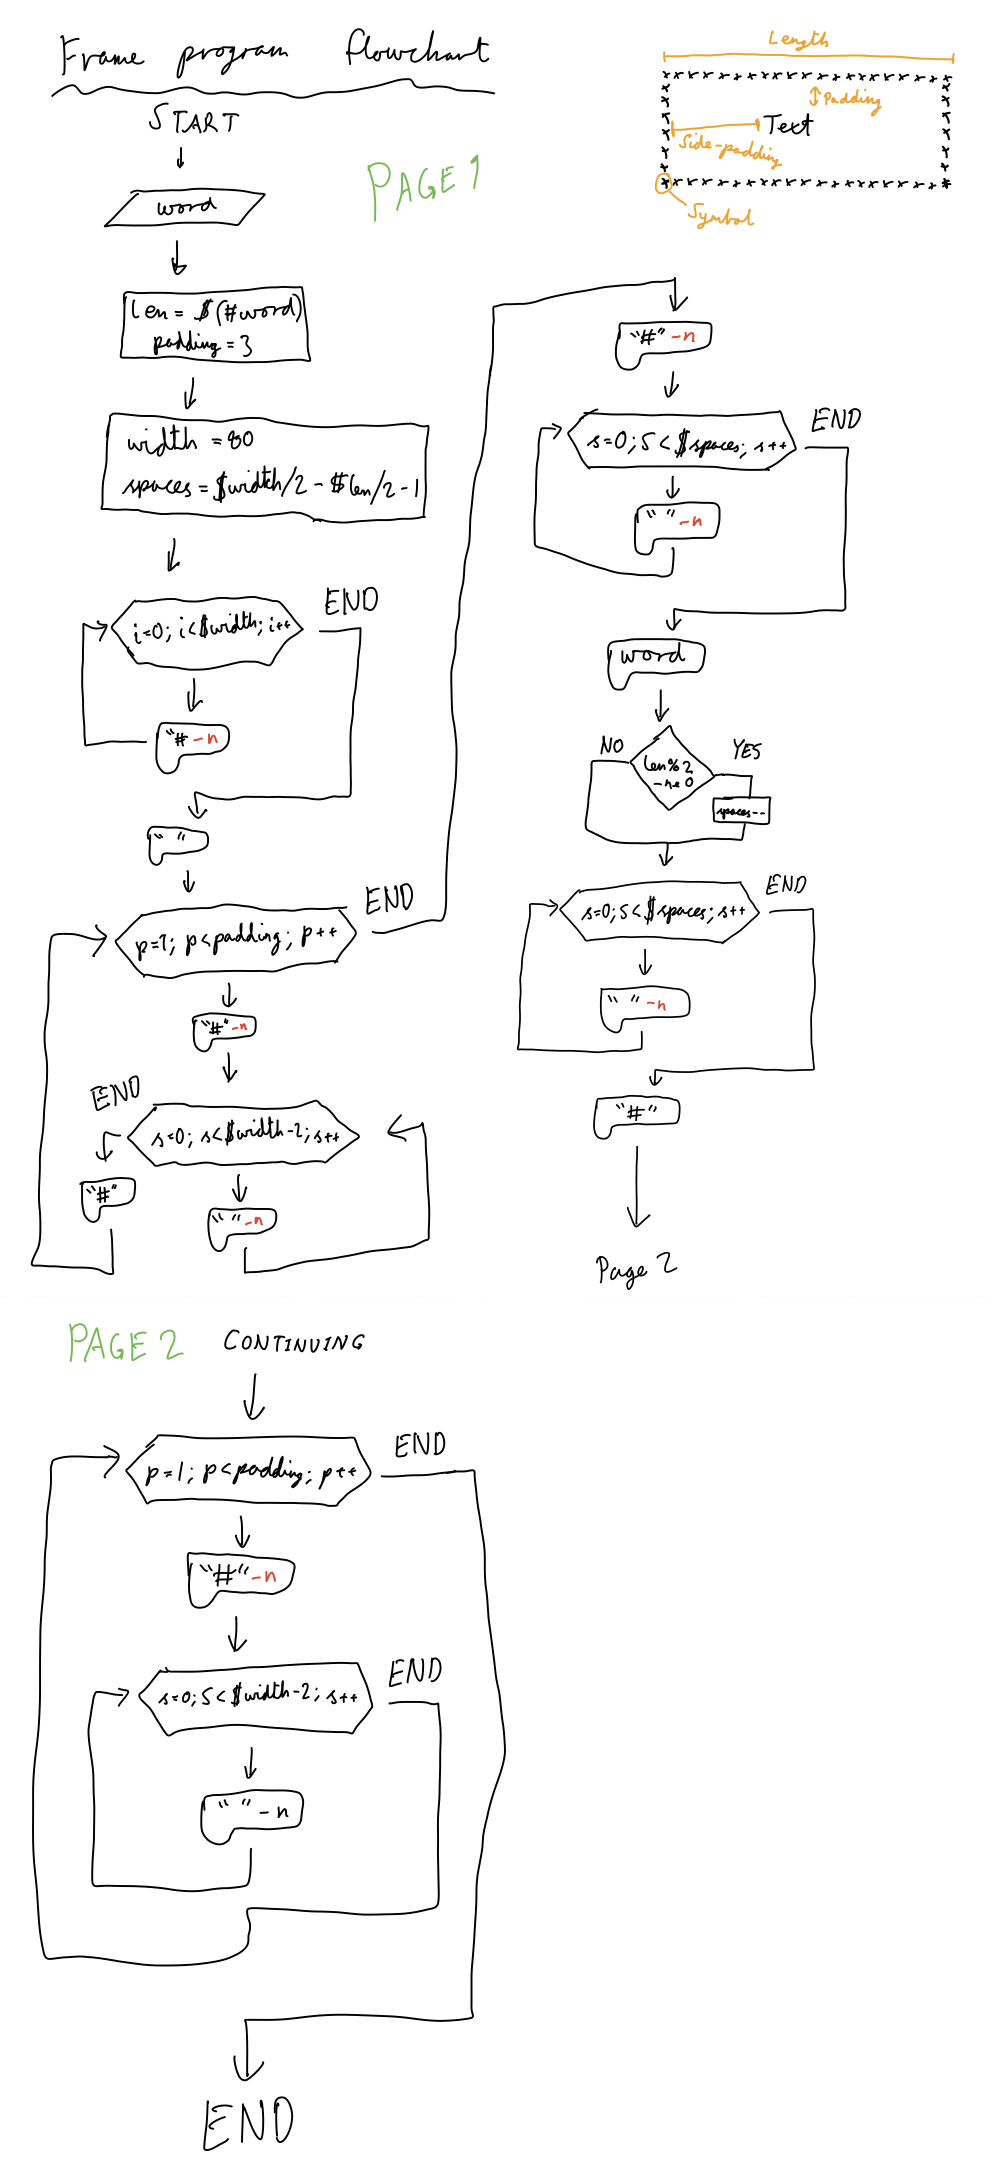 Frame program flowchart
START
PAGE 1
word
len = $(#word)
padding = 3
width = 80
spaces = $width/2 - $len/2 - 1
i=0; i<$width; i++
END
"# -n
" "
p=1; p<padding; p++
END
"#" -n
s=0; s<$width-2; s++
END
"#"
" " -n
Length
Padding
Text
Side-padding
Symbol
"#" -n
s=0; S<$spaces; s++
END
" " -n
word
len%2
-ne 0
NO
YES
spaces--
s=0; S<$spaces; s++
END
" " -n
"#"
Page 2
PAGE 2 CONTINUING
p=1; p<padding; p++
END
"#" -n
s=0; S<$width-2; s++
END
" " -n
END